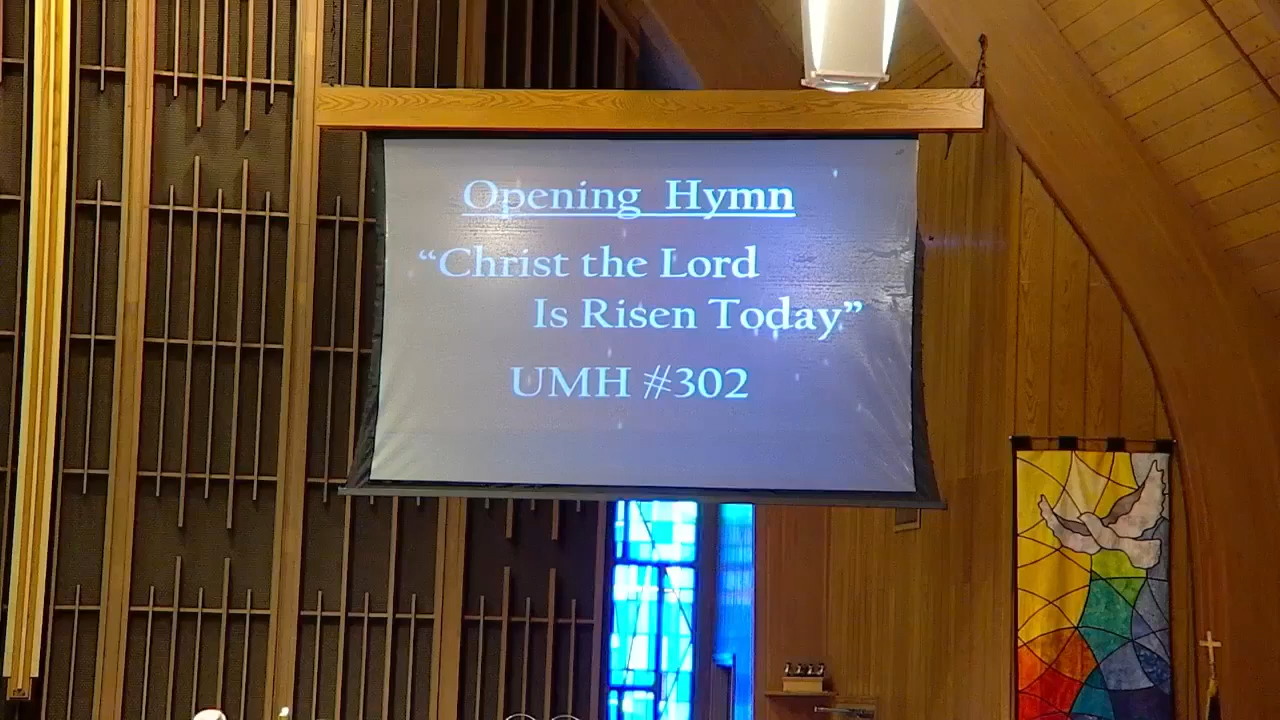 Opening Hymn
“Christ the Lord
Is Risen Today”
UMH #302